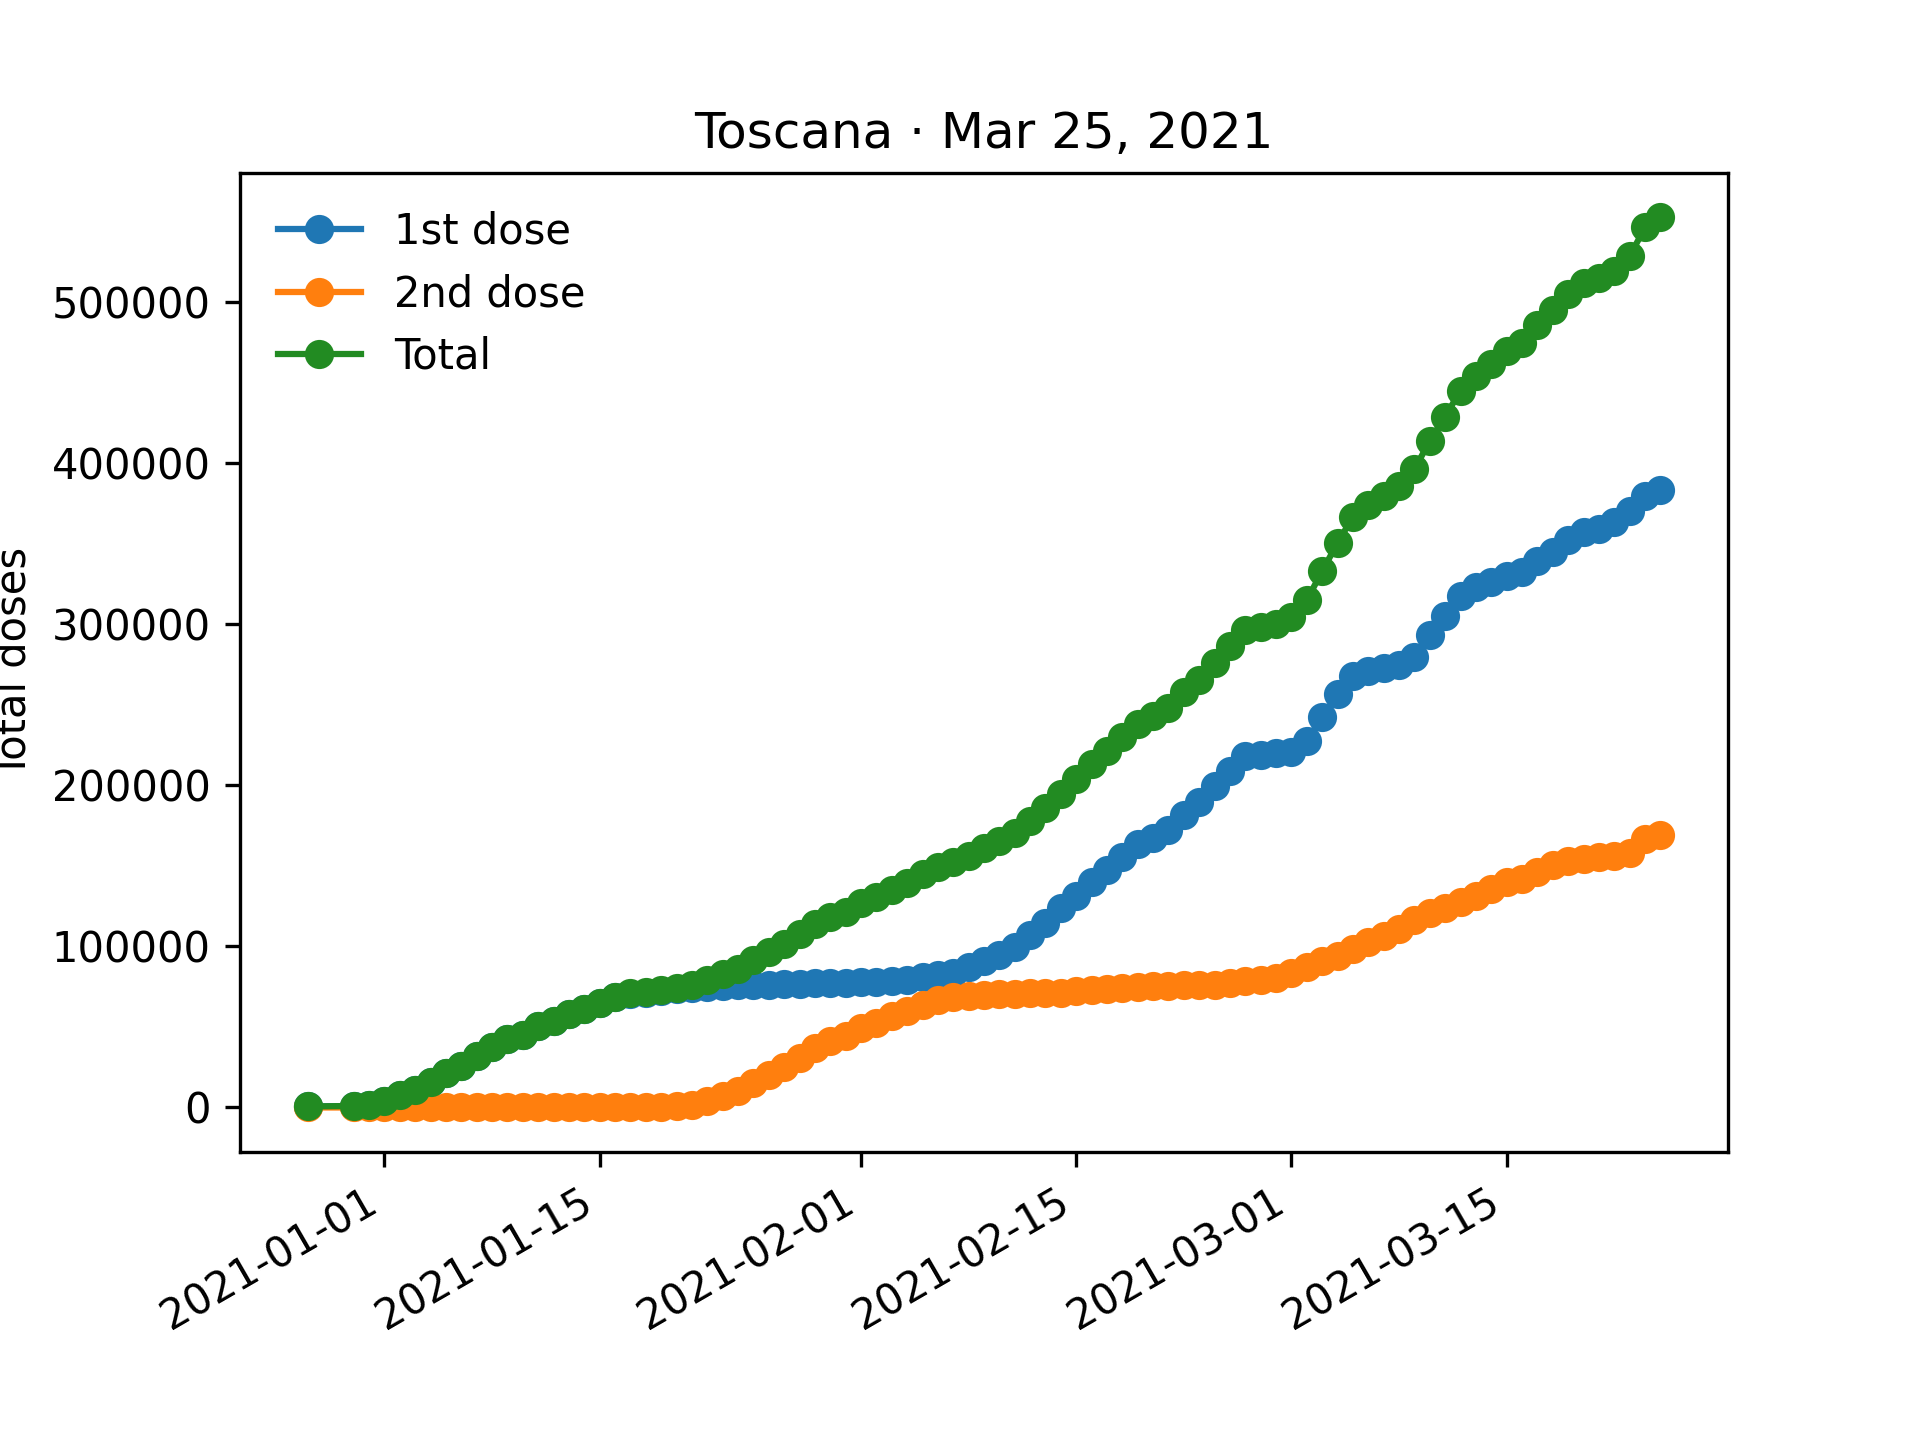 Toscana · Mar 25, 2021
1st dose
2nd dose
Total
Total doses
500000
400000
300000
200000
100000
0
2021-01-01
2021-01-15
2021-02-01
2021-02-15
2021-03-01
2021-03-15